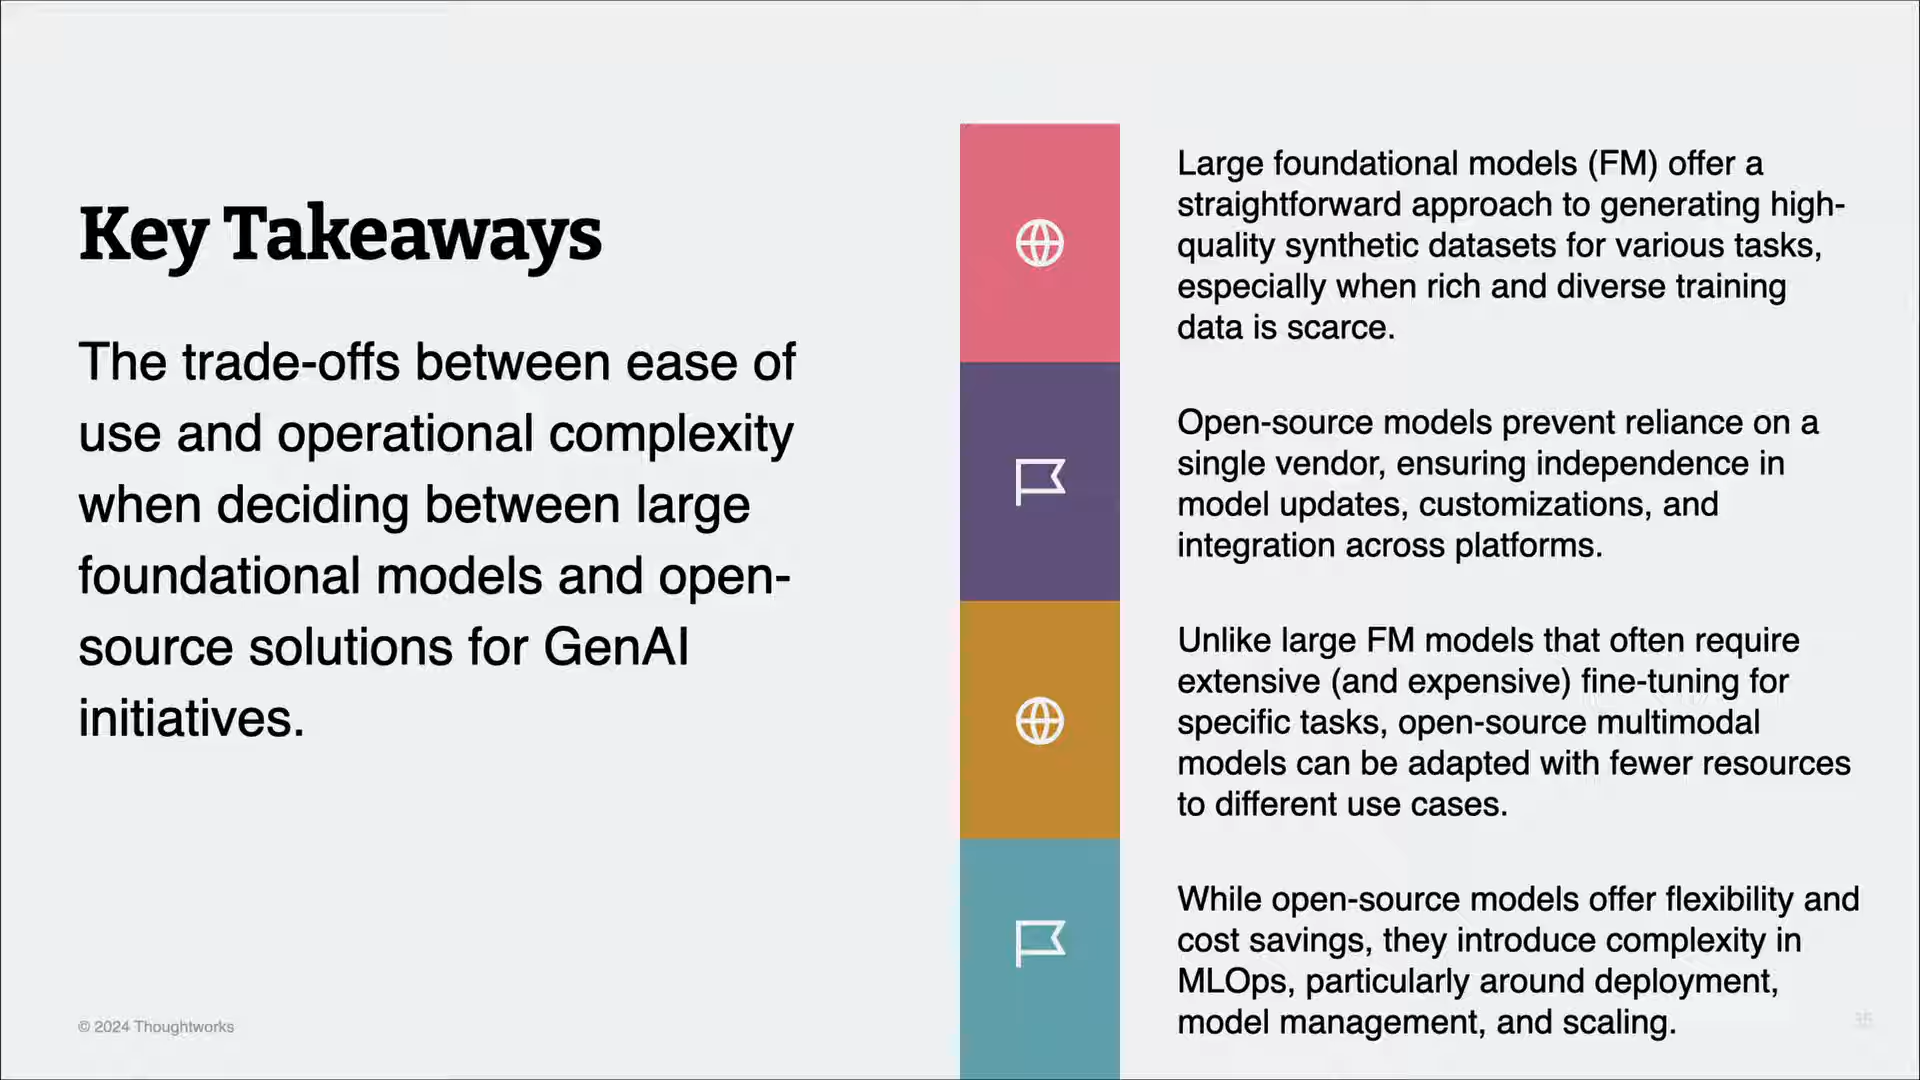 Key Takeaways
The trade-offs between ease of
use and operational complexity
when deciding between large
foundational models and open-
source solutions for GenAI
initiatives.
Large foundational models (FM) offer a
straightforward approach to generating high-
quality synthetic datasets for various tasks,
especially when rich and diverse training
data is scarce.
Open-source models prevent reliance on a
single vendor, ensuring independence in
model updates, customizations, and
integration across platforms.
Unlike large FM models that often require
extensive (and expensive) fine-tuning for
specific tasks, open-source multimodal
models can be adapted with fewer resources
to different use cases.
While open-source models offer flexibility and
cost savings, they introduce complexity in
MLOps, particularly around deployment,
model management, and scaling.
© 2024 Thoughtworks